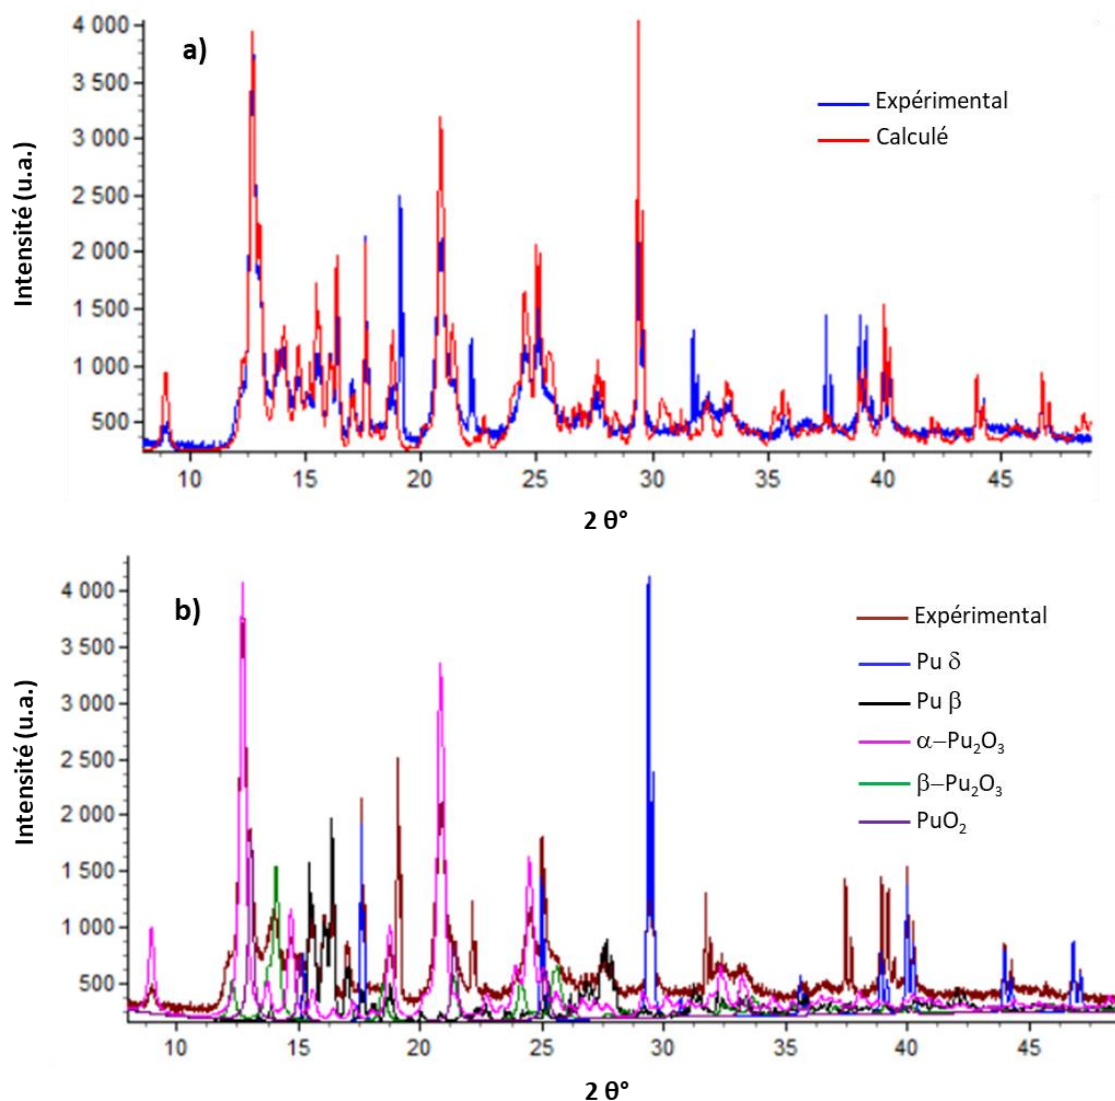 a)
4 000
3 500
3 000
2 500
2 000
1 500
1 000
500
Intensité (u.a.)
Expérimental
Calculé
10 15 20 25 30 35 40 45
2 θ°
b)
4 000
3 500
3 000
2 500
2 000
1 500
1 000
500
Intensité (u.a.)
Expérimental
Pu δ
Pu β
α–Pu₂O₃
β–Pu₂O₃
PuO₂
10 15 20 25 30 35 40 45
2 θ°